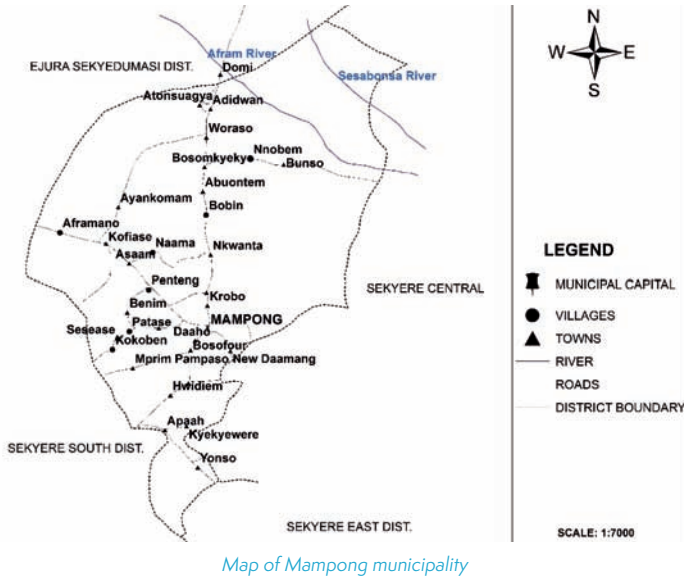 N
W E
S
Afram River
EJURA SEKYEDUMASI DIST.
Domi
Sesabonsa River
Atonsuagya
Adidwan
Woraso
Nnobem
Bosomkyekye
Bunso
Abuontem
Ayankomam
Bobin
Aframano
Kofiase
Naama
Asaam
Nkwanta
LEGEND
Penteng
MUNICIPAL CAPITAL
SEKYERE CENTRAL
Krobo
Benim
VILLAGES
Patase
MAMPONG
Sesease
Daaho
TOWNS
Kokoben
Bosofour
Mprim Pampaso New Daamang
RIVER
ROADS
Hwidiem
DISTRICT BOUNDARY
Apaah
Kyekyewere
SEKYERE SOUTH DIST.
Yonso
SEKYERE EAST DIST.
SCALE: 1:7000
Map of Mampong municipality